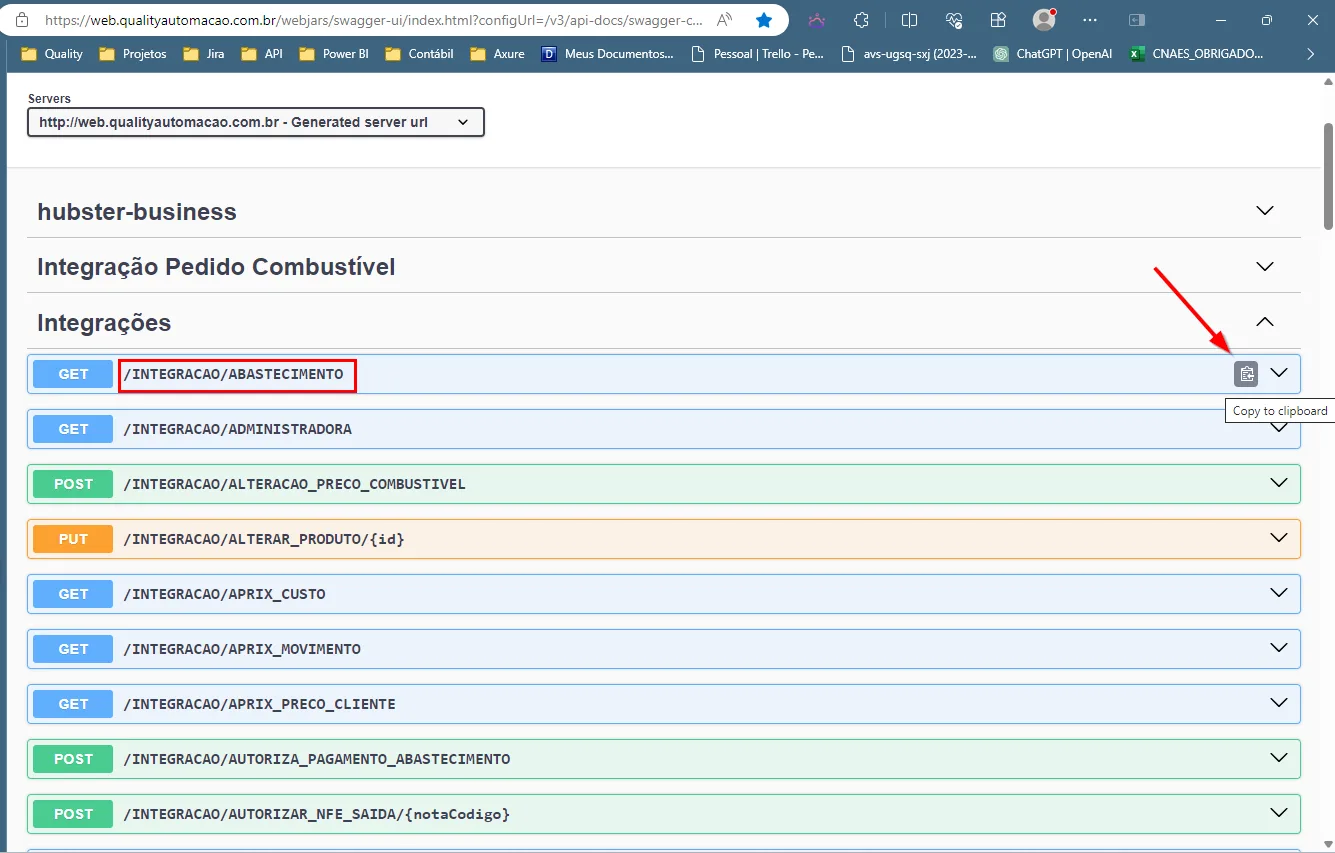 https://web.qualityautomacao.com.br/webjars/swagger-ui/index.html?configUrl=/v3/api-docs/swagger-c...
Quality Projetos Jira API Power BI Contábil Axure Meus Documentos... Pessoal | Trello - Pe... avs-ugsq-sxj (2023-... ChatGPT | OpenAI CNAES_OBRIGADO...
Servers
http://web.qualityautomacao.com.br - Generated server url
hubster-business
Integração Pedido Combustível
Integrações
GET /INTEGRACAO/ABASTECIMENTO
Copy to clipboard
GET /INTEGRACAO/ADMINISTRADORA
POST /INTEGRACAO/ALTERACAO_PRECO_COMBUSTIVEL
PUT /INTEGRACAO/ALTERAR_PRODUTO/{id}
GET /INTEGRACAO/APRIX_CUSTO
GET /INTEGRACAO/APRIX_MOVIMENTO
GET /INTEGRACAO/APRIX_PRECO_CLIENTE
POST /INTEGRACAO/AUTORIZA_PAGAMENTO_ABASTECIMENTO
POST /INTEGRACAO/AUTORIZAR_NFE_SAIDA/{notaCodigo}